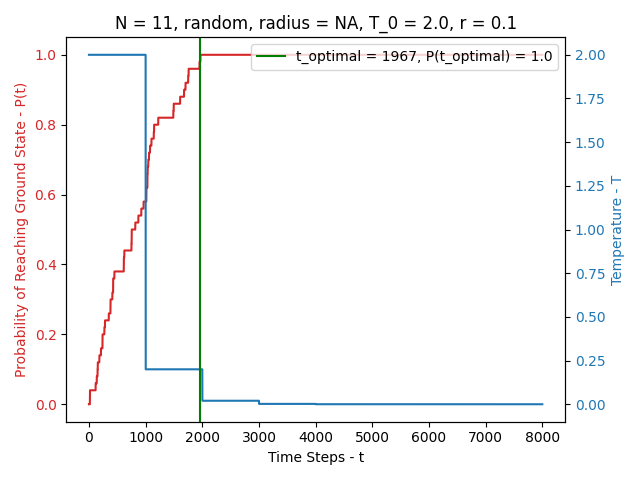 N = 11, random, radius = NA, T_0 = 2.0, r = 0.1
t_optimal = 1967, P(t_optimal) = 1.0
Probability of Reaching Ground State - P(t)
1.0
0.8
0.6
0.4
0.2
0.0
2.00
1.75
1.50
1.25
1.00
0.75
0.50
0.25
0.00
Temperature - T
0 1000 2000 3000 4000 5000 6000 7000 8000
Time Steps - t